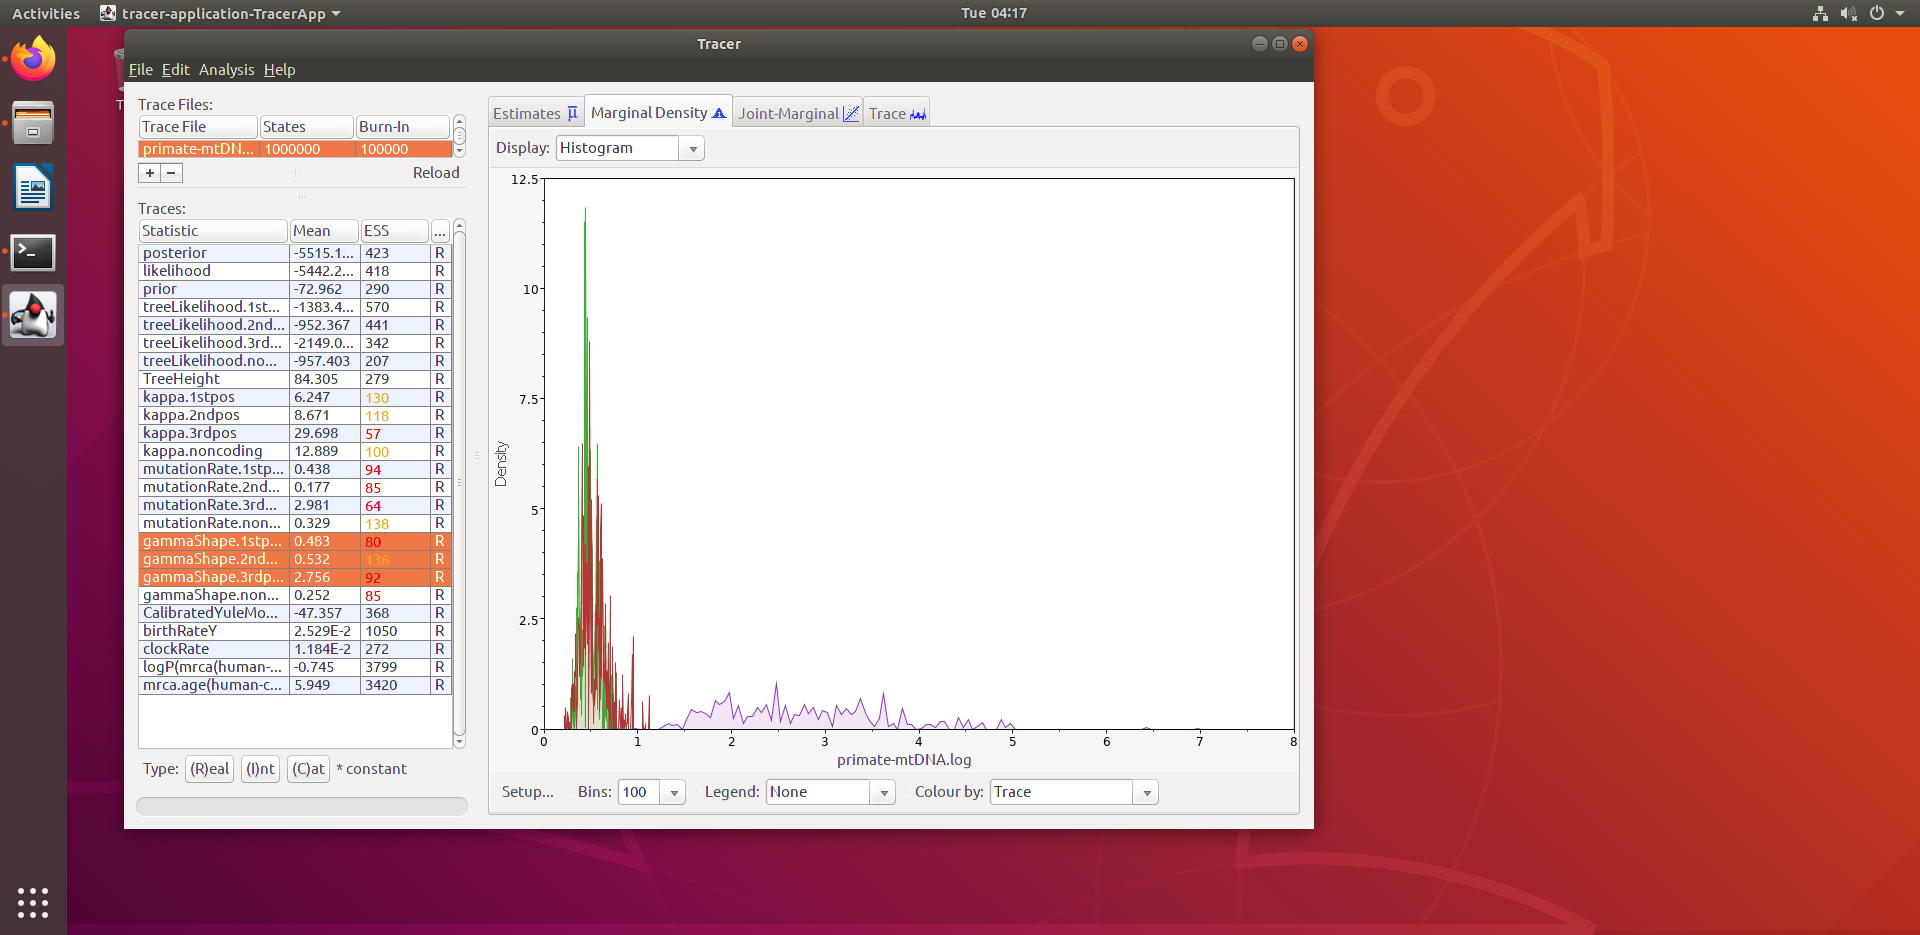 Activities tracer-application-TracerApp Tue 04:17
Tracer
File Edit Analysis Help
Trace Files:
Trace File States Burn-In
primate-mtDN... 1000000 100000
+ − Reload
Traces:
Statistic Mean ESS ...
posterior -5515.1... 423 R
likelihood -5442.2... 418 R
prior -72.962 290 R
treeLikelihood.1st... -1383.4... 570 R
treeLikelihood.2nd... -952.367 441 R
treeLikelihood.3rd... -2149.0... 342 R
treeLikelihood.no... -957.403 207 R
TreeHeight 84.305 279 R
kappa.1stpos 6.247 130 R
kappa.2ndpos 8.671 118 R
kappa.3rdpos 29.698 57 R
kappa.noncoding 12.889 100 R
mutationRate.1stp... 0.438 94 R
mutationRate.2nd... 0.177 85 R
mutationRate.3rd... 2.981 64 R
mutationRate.non... 0.329 138 R
gammaShape.1stp... 0.483 80 R
gammaShape.2nd... 0.532 136 R
gammaShape.3rdp... 2.756 92 R
gammaShape.non... 0.252 85 R
CalibratedYuleMo... -47.357 368 R
birthRateY 2.529E-2 1050 R
clockRate 1.184E-2 272 R
logP(mrca(human-... -0.745 3799 R
mrca.age(human-c... 5.949 3420 R
Type: (R)eal (I)nt (C)at * constant
Estimates μ Marginal Density Joint-Marginal Trace
Display: Histogram
12.5
10
7.5
5
2.5
0
Density
0 1 2 3 4 5 6 7 8
primate-mtDNA.log
Setup... Bins: 100 Legend: None Colour by: Trace